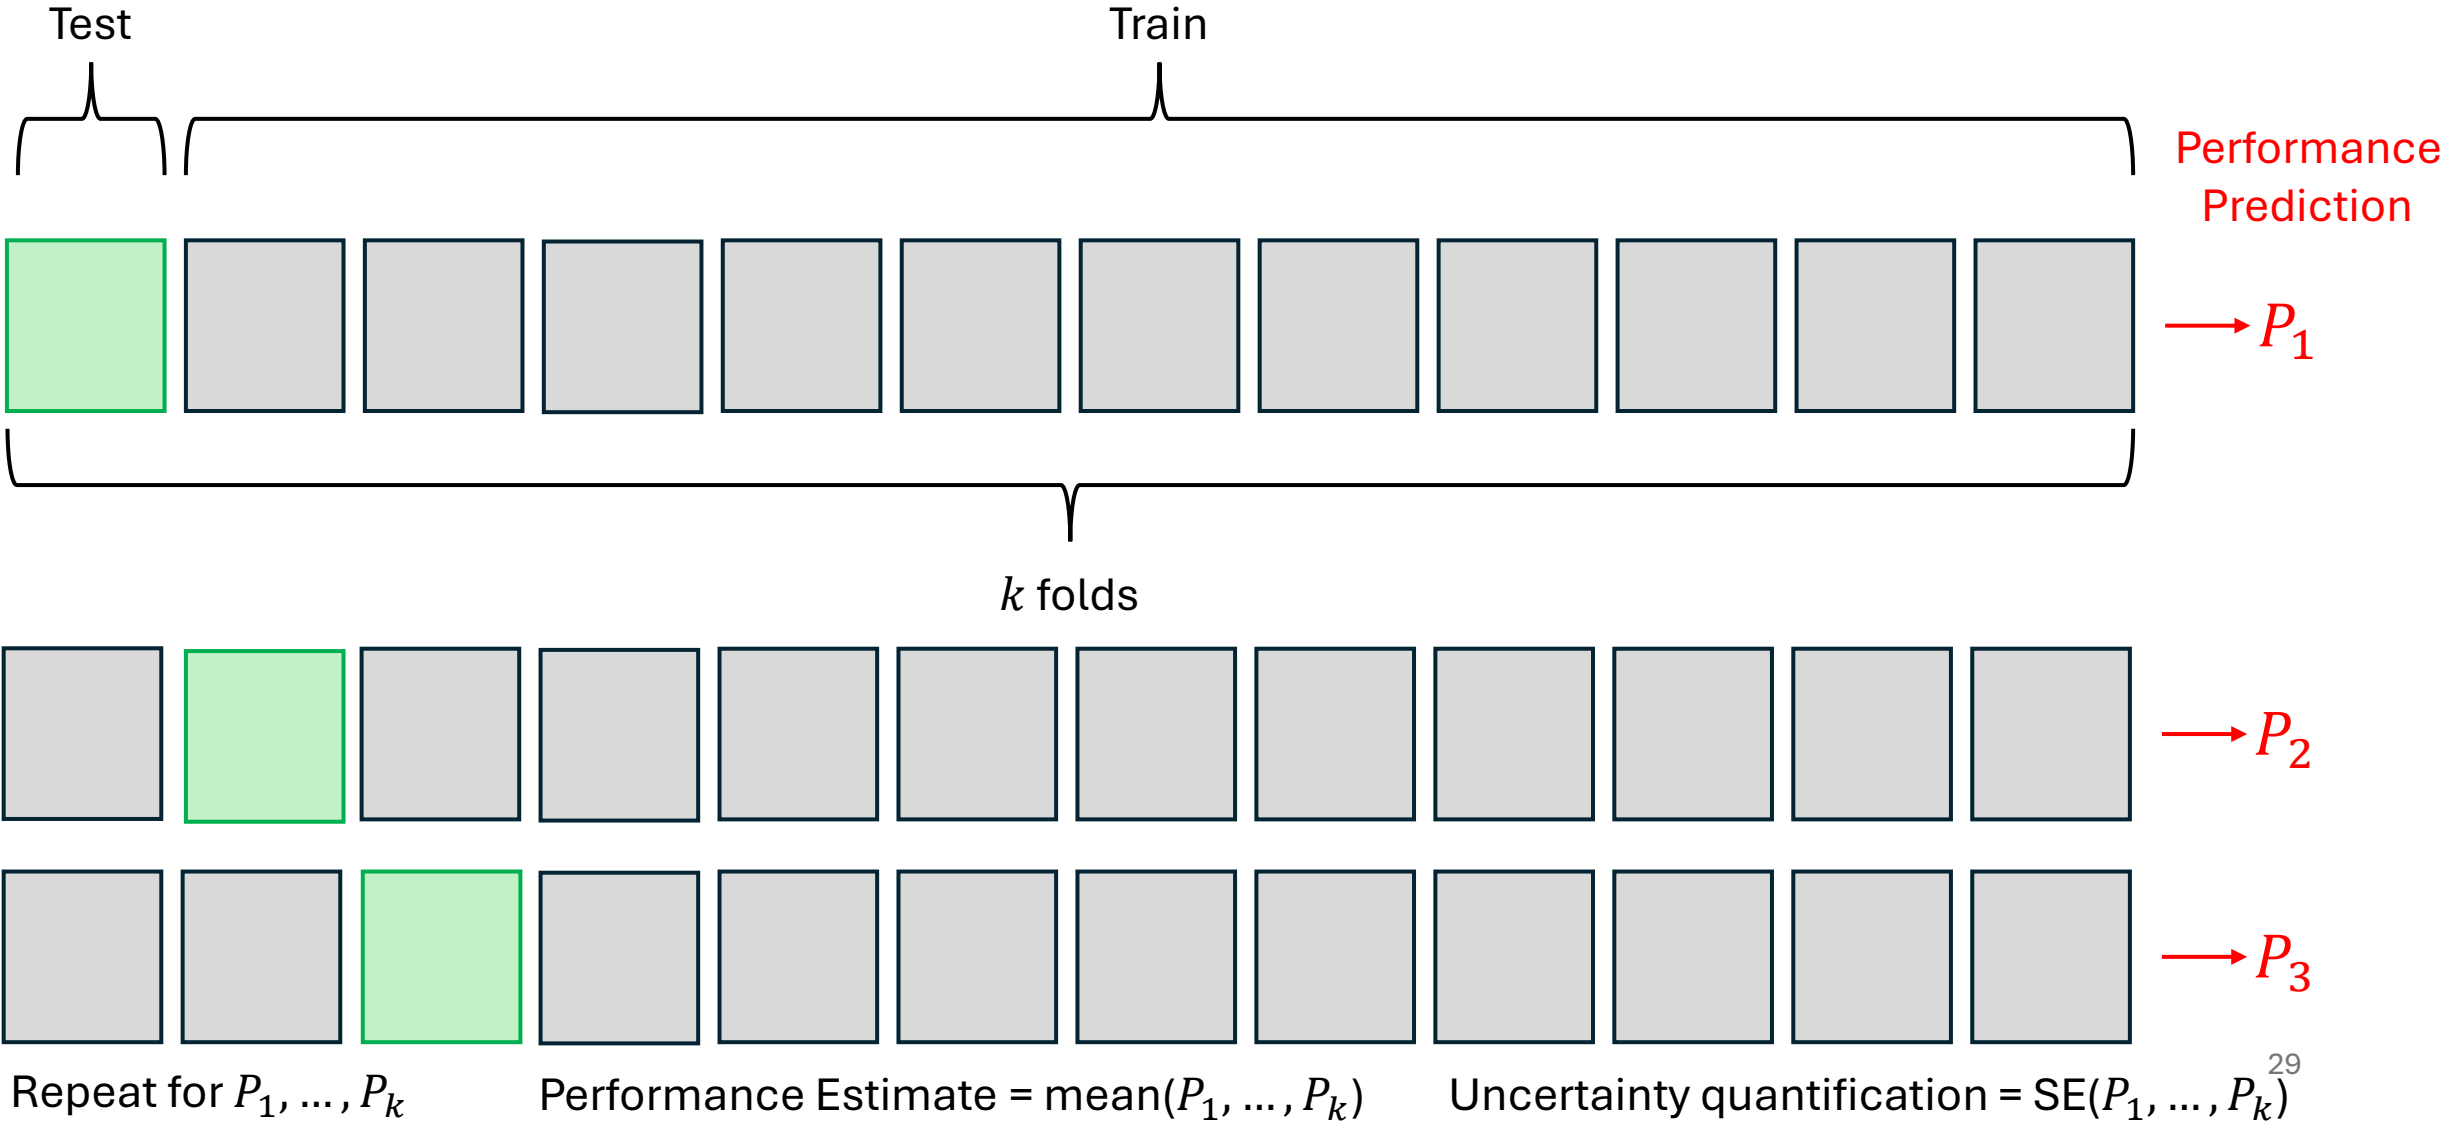 Test
Train
Performance
Prediction
P₁
k folds
P₂
P₃
Repeat for P₁, … , Pₖ
Performance Estimate = mean(P₁, … , Pₖ)
Uncertainty quantification = SE(P₁, … , Pₖ)
29